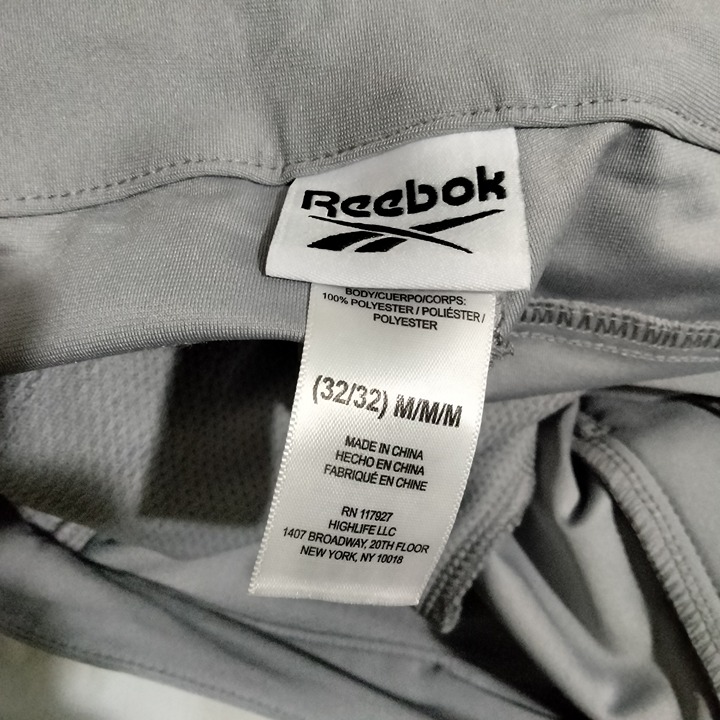 Reebok
BODY/CUERPO/CORPS:
100% POLYESTER / POLIÉSTER /
POLYESTER
(32/32) M/M/M
MADE IN CHINA
HECHO EN CHINA
FABRIQUÉ EN CHINE
RN 117927
HIGHLIFE LLC
1407 BROADWAY, 20TH FLOOR
NEW YORK, NY 10018